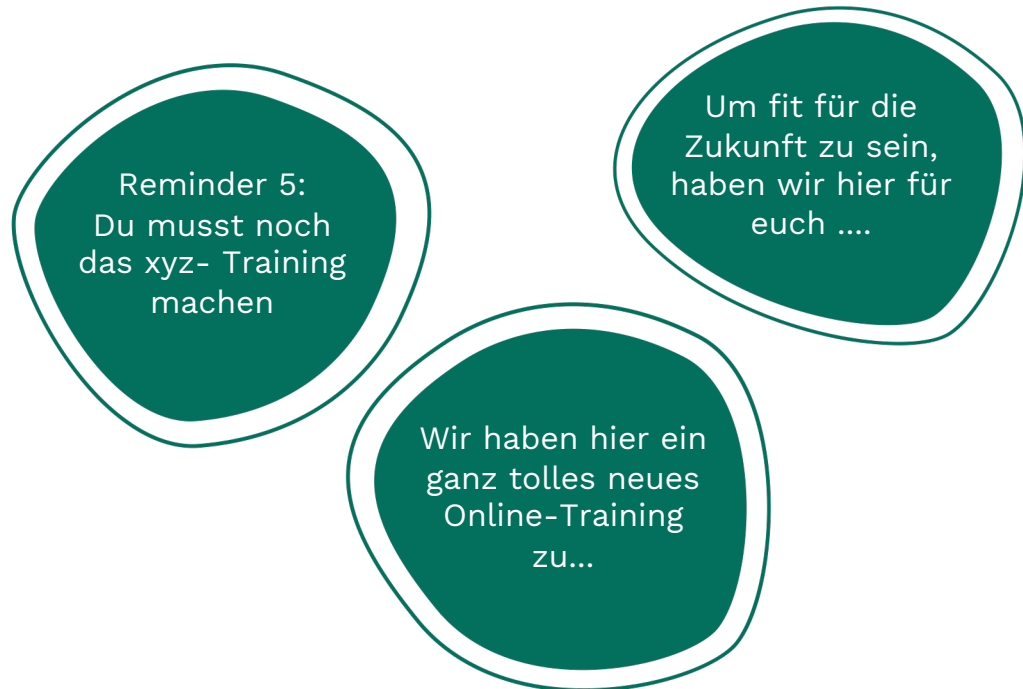 Reminder 5:
Du musst noch
das xyz- Training
machen
Um fit für die
Zukunft zu sein,
haben wir hier für
euch ....
Wir haben hier ein
ganz tolles neues
Online-Training
zu...